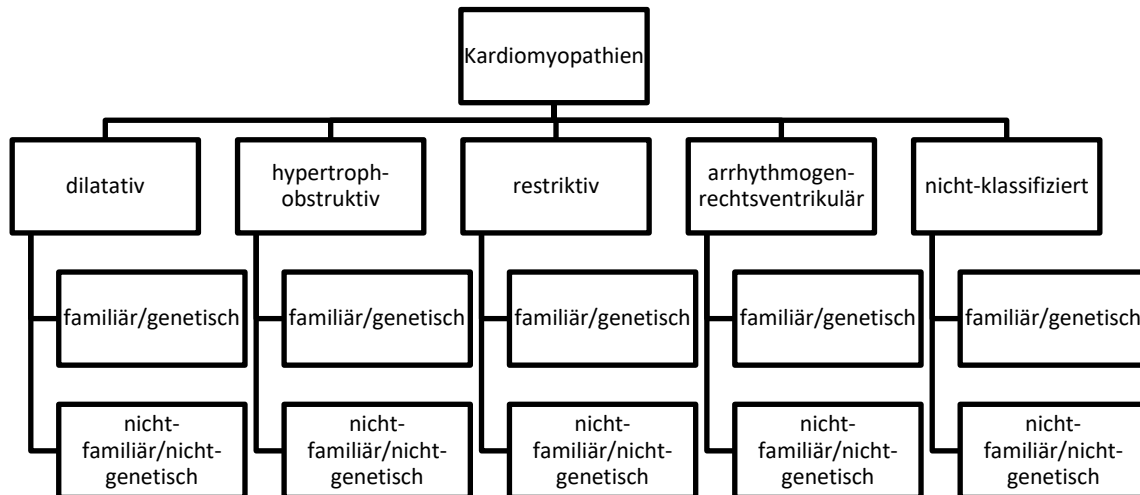 Kardiomyopathien
dilatativ
hypertroph-
obstruktiv
restriktiv
arrhythmogen-
rechtsventrikulär
nicht-klassifiziert
familiär/genetisch
familiär/genetisch
familiär/genetisch
familiär/genetisch
familiär/genetisch
nicht-
familiär/nicht-
genetisch
nicht-
familiär/nicht-
genetisch
nicht-
familiär/nicht-
genetisch
nicht-
familiär/nicht-
genetisch
nicht-
familiär/nicht-
genetisch